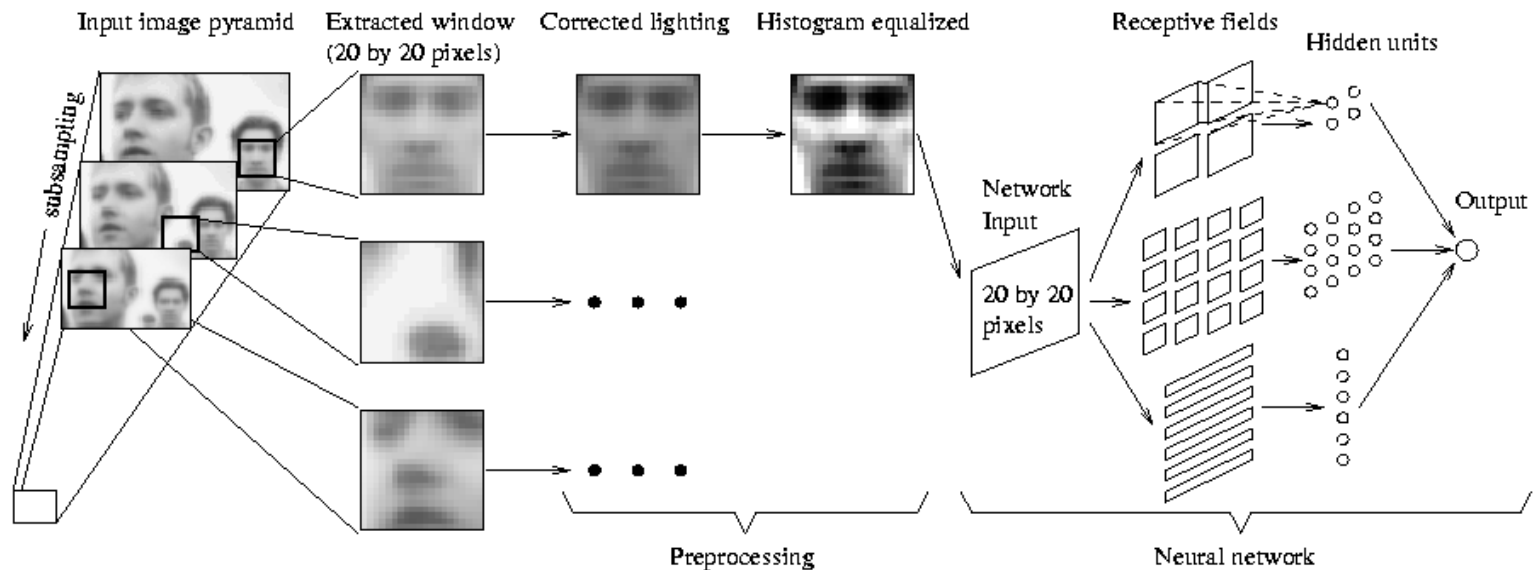 Input image pyramid
Extracted window
(20 by 20 pixels)
Corrected lighting
Histogram equalized
Receptive fields
Hidden units
subsampling
Network
Input
Output
20 by 20
pixels
Preprocessing
Neural network